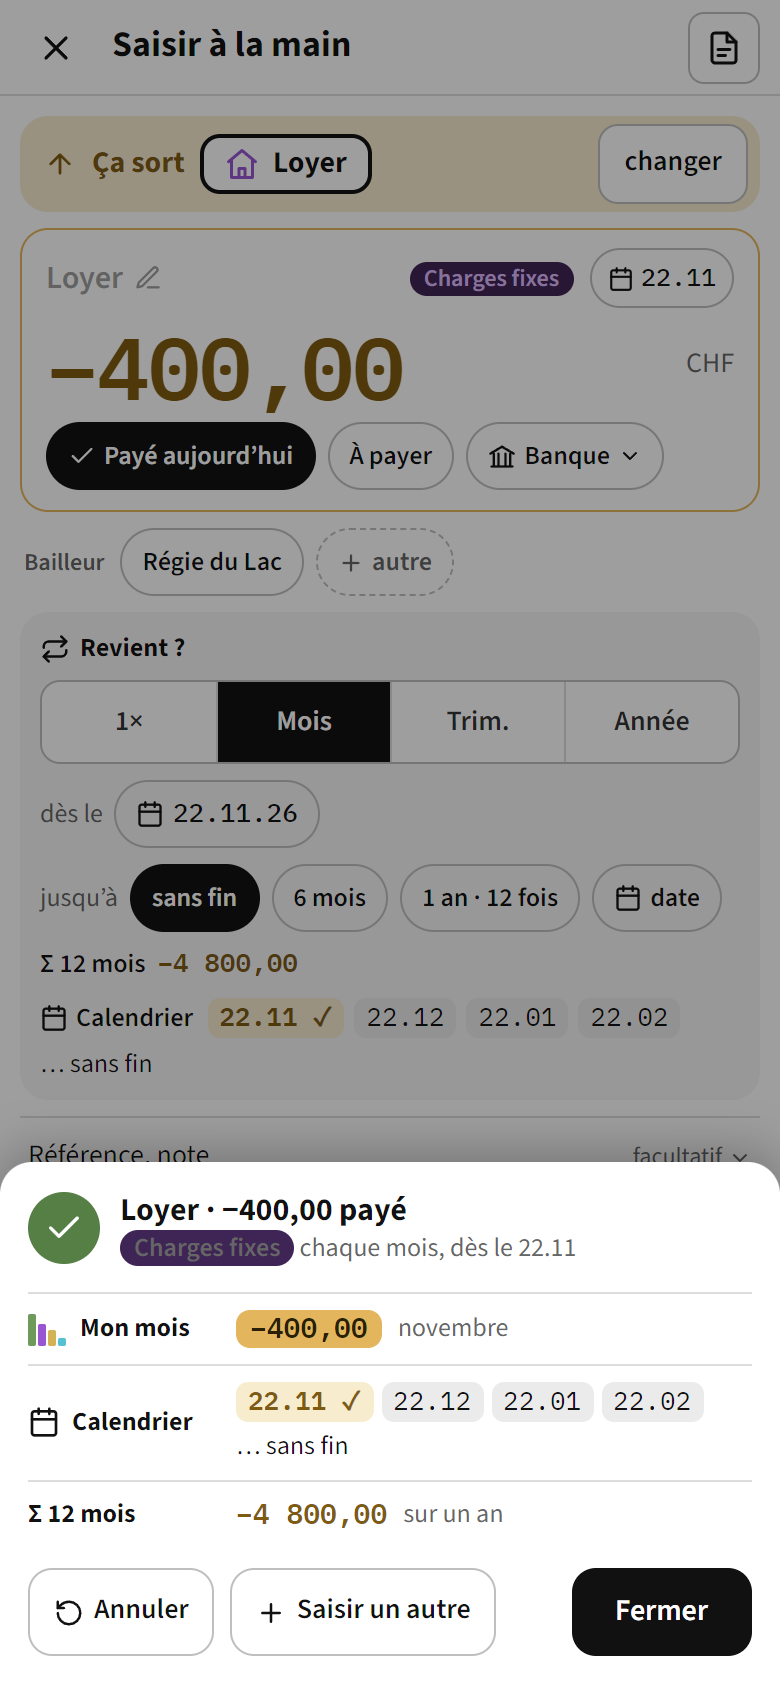 Saisir à la main
Ça sort Loyer changer
Loyer Charges fixes 22.11
−400,00 CHF
Payé aujourd’hui À payer Banque
Bailleur Régie du Lac + autre
Revient ?
1× Mois Trim. Année
dès le 22.11.26
jusqu’à sans fin 6 mois 1 an · 12 fois date
Σ 12 mois −4 800,00
Calendrier 22.11 ✓ 22.12 22.01 22.02
… sans fin
Référence, note facultatif
Loyer · −400,00 payé
Charges fixes chaque mois, dès le 22.11
Mon mois −400,00 novembre
Calendrier 22.11 ✓ 22.12 22.01 22.02
… sans fin
Σ 12 mois −4 800,00 sur un an
Annuler + Saisir un autre Fermer